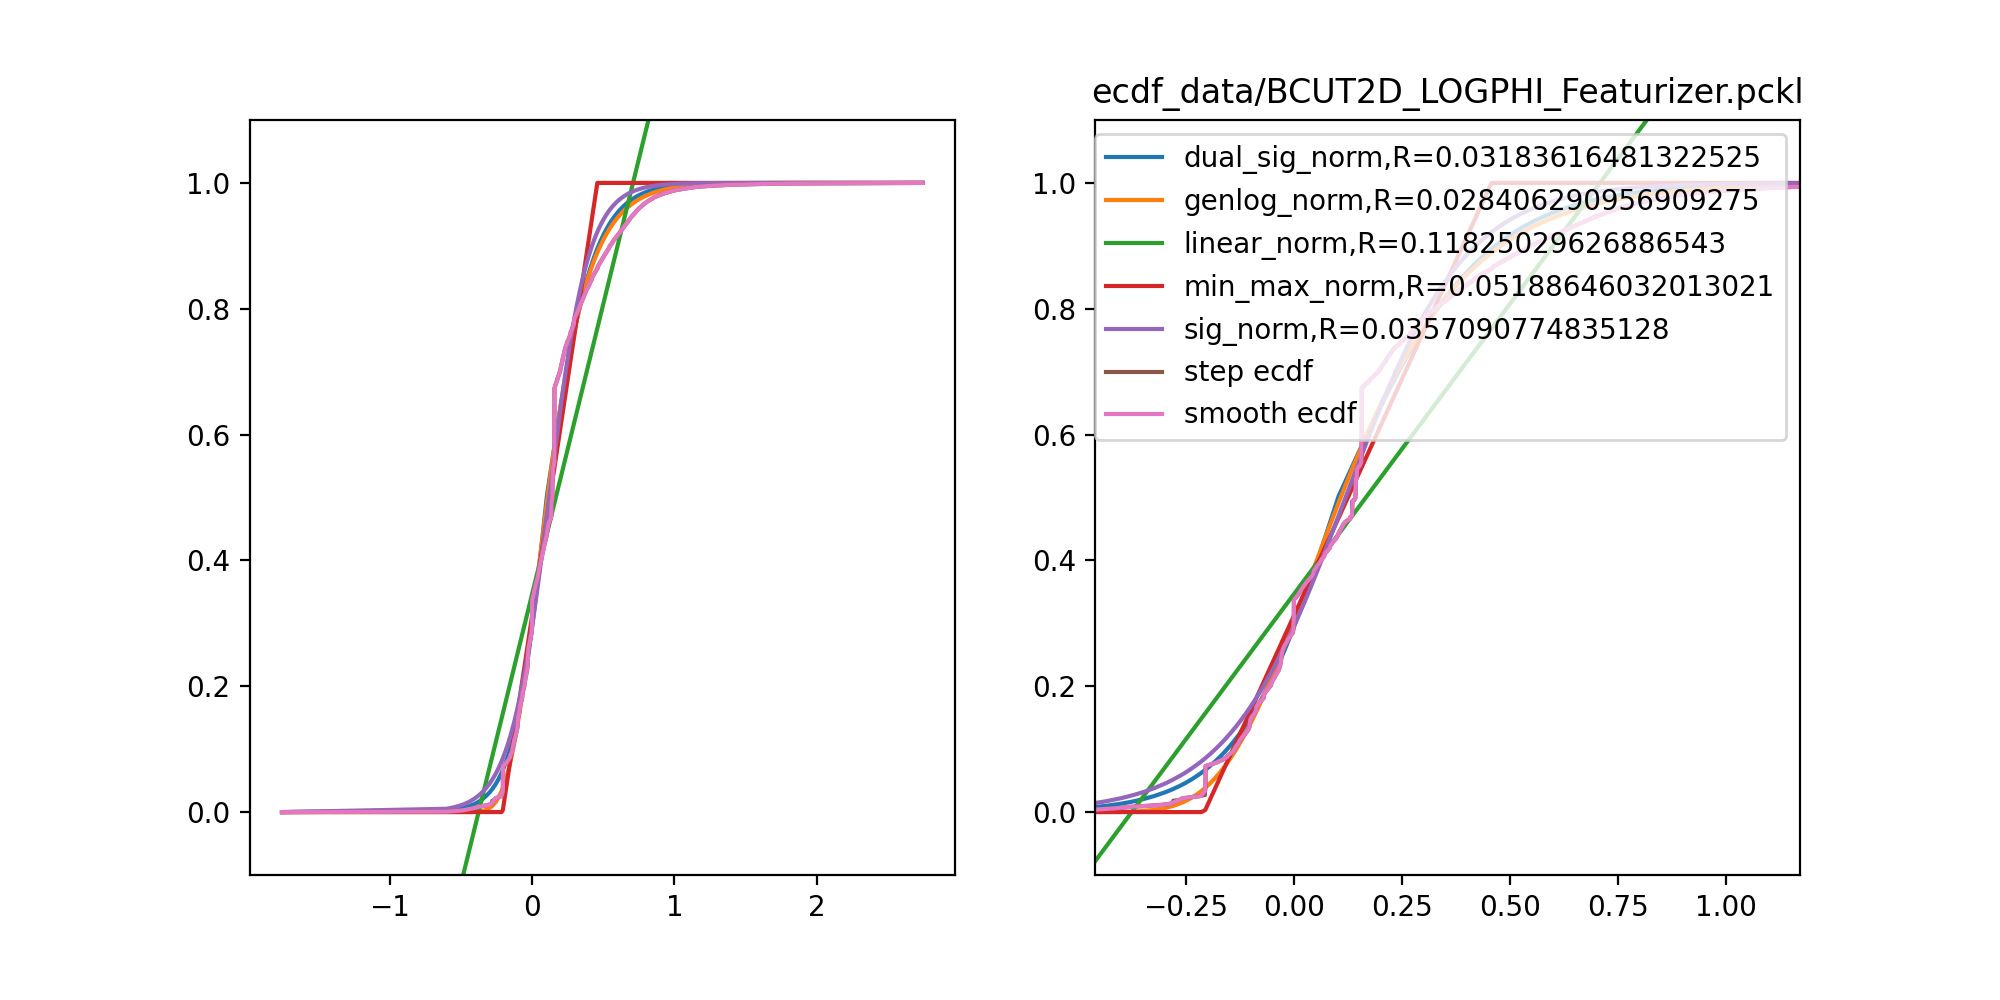 ecdf_data/BCUT2D_LOGPHI_Featurizer.pckl
1.0
0.8
0.6
0.4
0.2
0.0
−1 0 1 2
1.0
0.8
0.6
0.4
0.2
0.0
−0.25 0.00 0.25 0.50 0.75 1.00
dual_sig_norm,R=0.03183616481322525
genlog_norm,R=0.028406290956909275
linear_norm,R=0.11825029626886543
min_max_norm,R=0.05188646032013021
sig_norm,R=0.0357090774835128
step ecdf
smooth ecdf